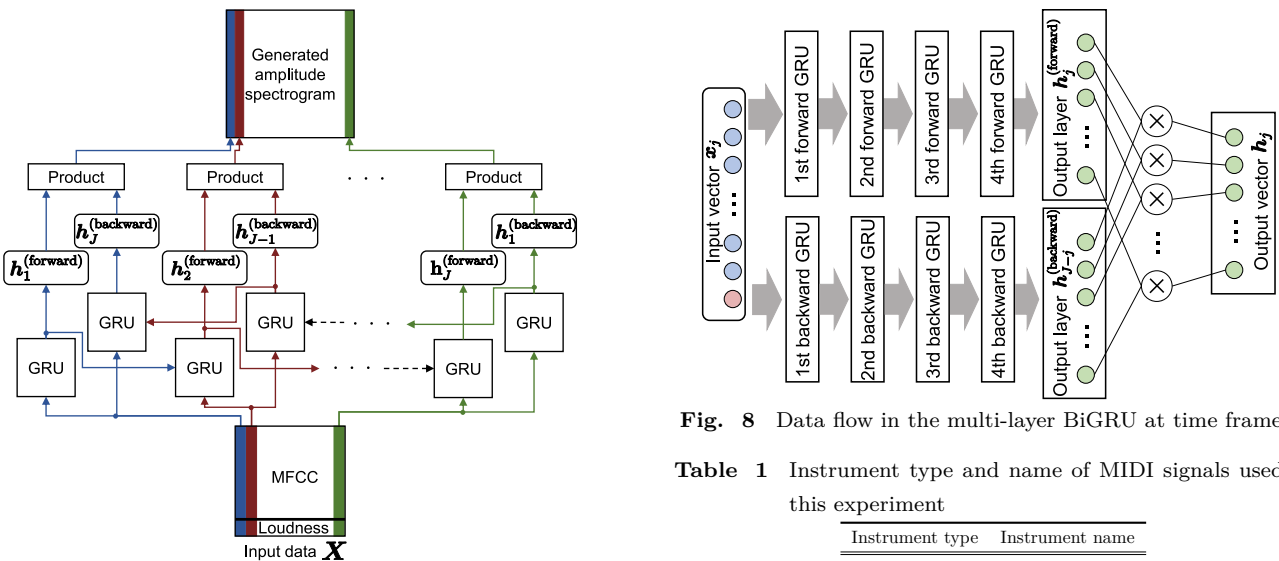 Generated
amplitude
spectrogram
Product
Product
. . .
Product
h_J^(backward)
h_{J-1}^(backward)
h_1^(backward)
h_1^(forward)
h_2^(forward)
h_J^(forward)
GRU
GRU
. . .
GRU
GRU
GRU
. . .
GRU
MFCC
Loudness
Input data X
Input vector x_j
...
1st forward GRU
2nd forward GRU
3rd forward GRU
4th forward GRU
Output layer h_j^(forward)
...
1st backward GRU
2nd backward GRU
3rd backward GRU
4th backward GRU
Output layer h_{J-j}^(backward)
...
×
×
×
...
×
Output vector h_j
...
Fig. 8 Data flow in the multi-layer BiGRU at time frame
Table 1 Instrument type and name of MIDI signals used
this experiment
Instrument type Instrument name